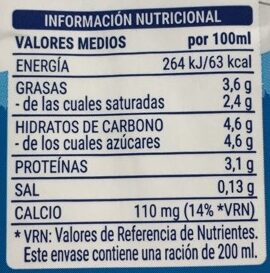 INFORMACIÓN NUTRICIONAL
VALORES MEDIOS por 100ml
ENERGÍA 264 kJ/63 kcal
GRASAS 3,6 g
- de las cuales saturadas 2,4 g
HIDRATOS DE CARBONO 4,6 g
- de los cuales azúcares 4,6 g
PROTEÍNAS 3,1 g
SAL 0,13 g
CALCIO 110 mg (14% *VRN)
* VRN: Valores de Referencia de Nutrientes.
Este envase contiene una ración de 200 ml.